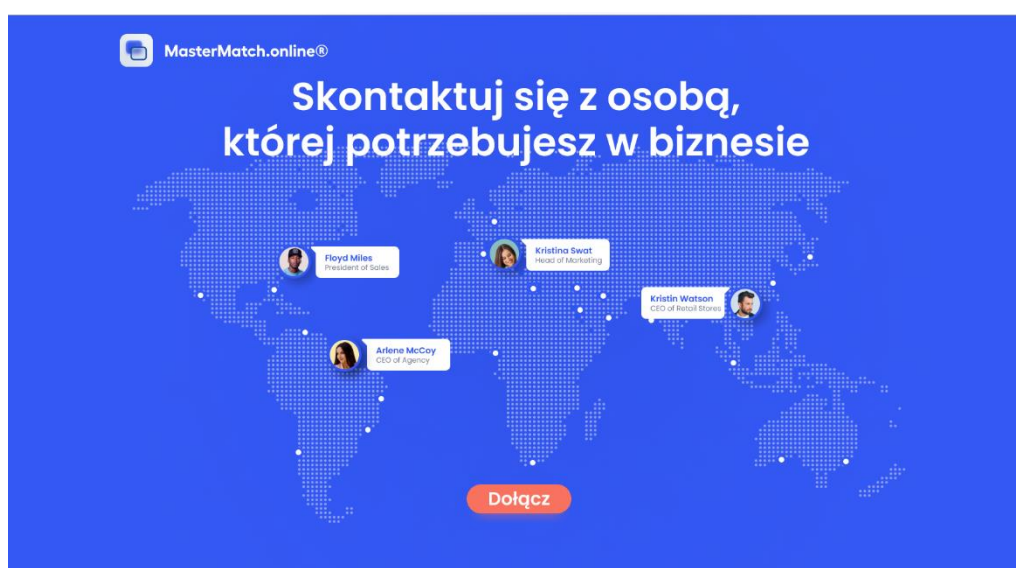 MasterMatch.online®
Skontaktuj się z osobą,
której potrzebujesz w biznesie
Floyd Miles
President of Sales
Kristina Swat
Head of Marketing
Kristin Watson
CEO of Retail Stores
Arlene McCoy
CEO of Agency
Dołącz